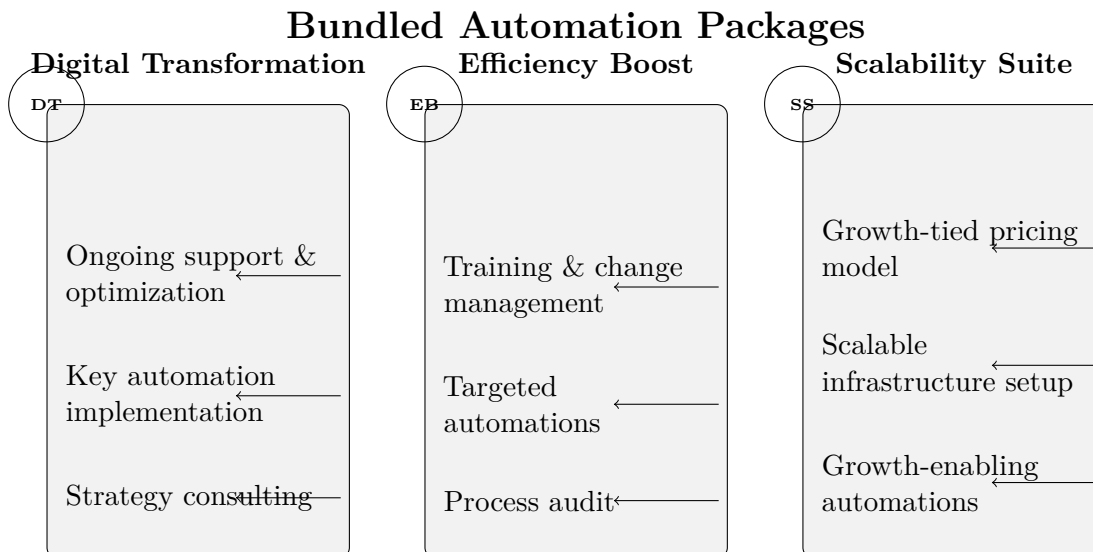 Bundled Automation Packages
Digital Transformation
DT
Ongoing support &
optimization
Key automation
implementation
Strategy consulting
Efficiency Boost
EB
Training & change
management
Targeted
automations
Process audit
Scalability Suite
SS
Growth-tied pricing
model
Scalable
infrastructure setup
Growth-enabling
automations